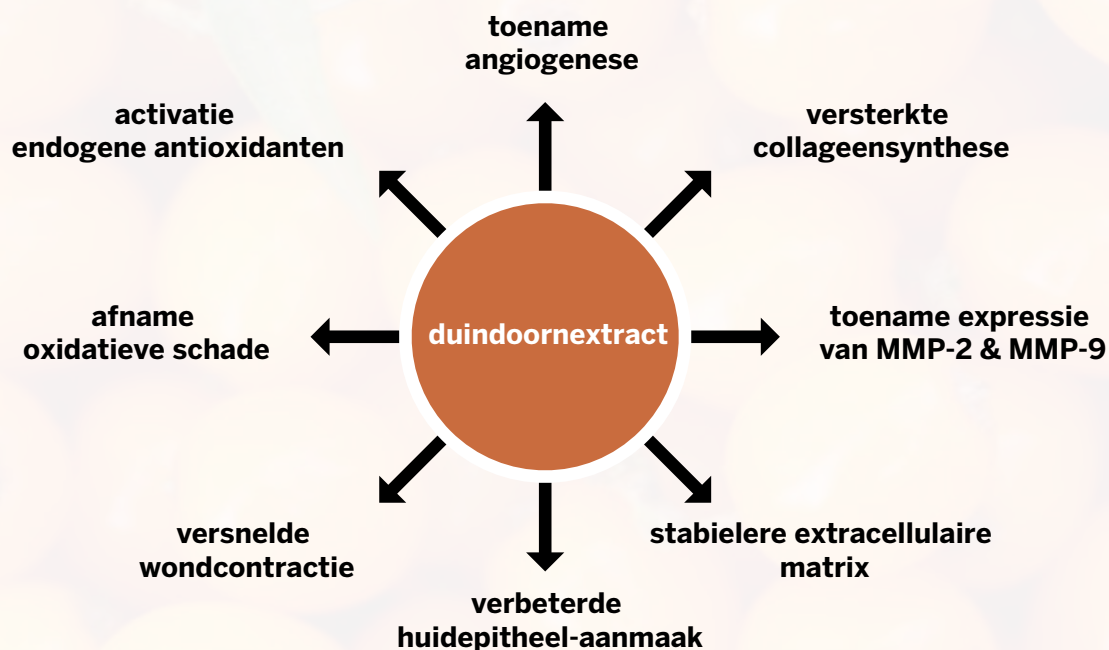 toename
angiogenese
activatie
endogene antioxidanten
versterkte
collageensynthese
afname
oxidatieve schade
duindoornextract
toename expressie
van MMP-2 & MMP-9
versnelde
wondcontractie
stabielere extracellulaire
matrix
verbeterde
huidepitheel-aanmaak